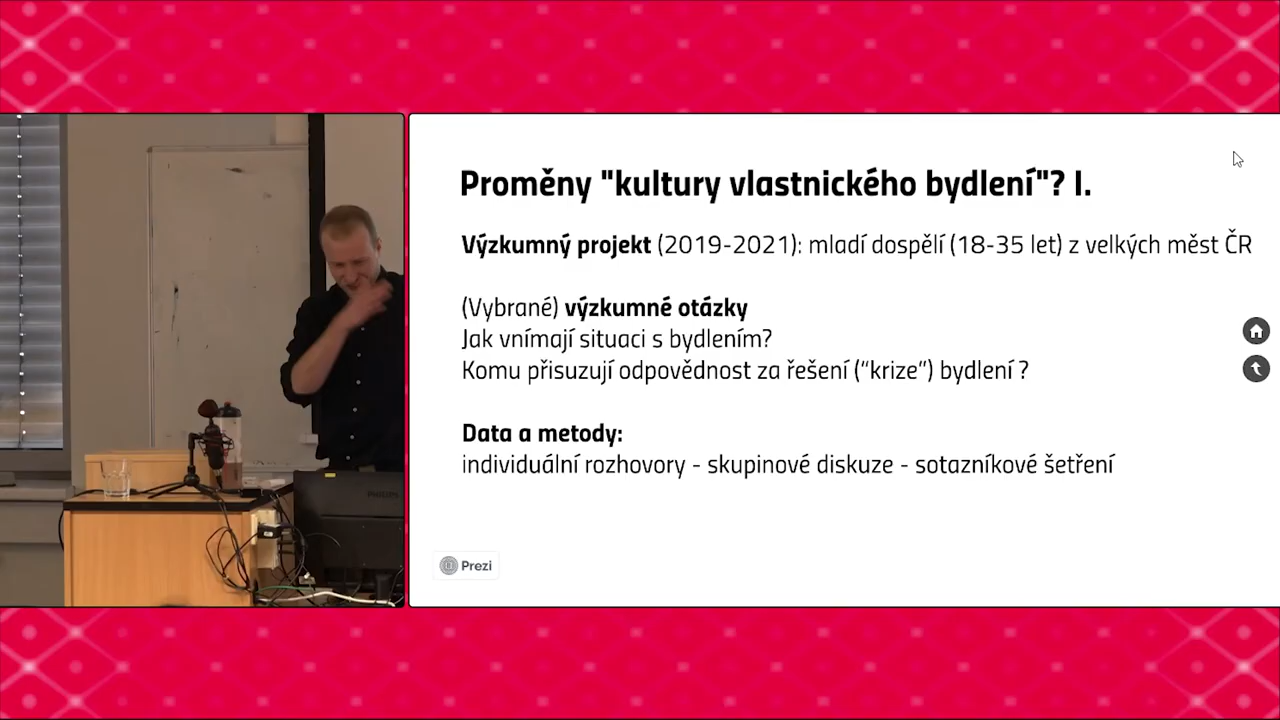 Proměny "kultury vlastnického bydlení"? I.
Výzkumný projekt (2019-2021): mladí dospělí (18-35 let) z velkých měst ČR
(Vybrané) výzkumné otázky
Jak vnímají situaci s bydlením?
Komu přisuzují odpovědnost za řešení ("krize") bydlení ?
Data a metody:
individuální rozhovory - skupinové diskuze - sotazníkové šetření
Prezi
PHILIPS